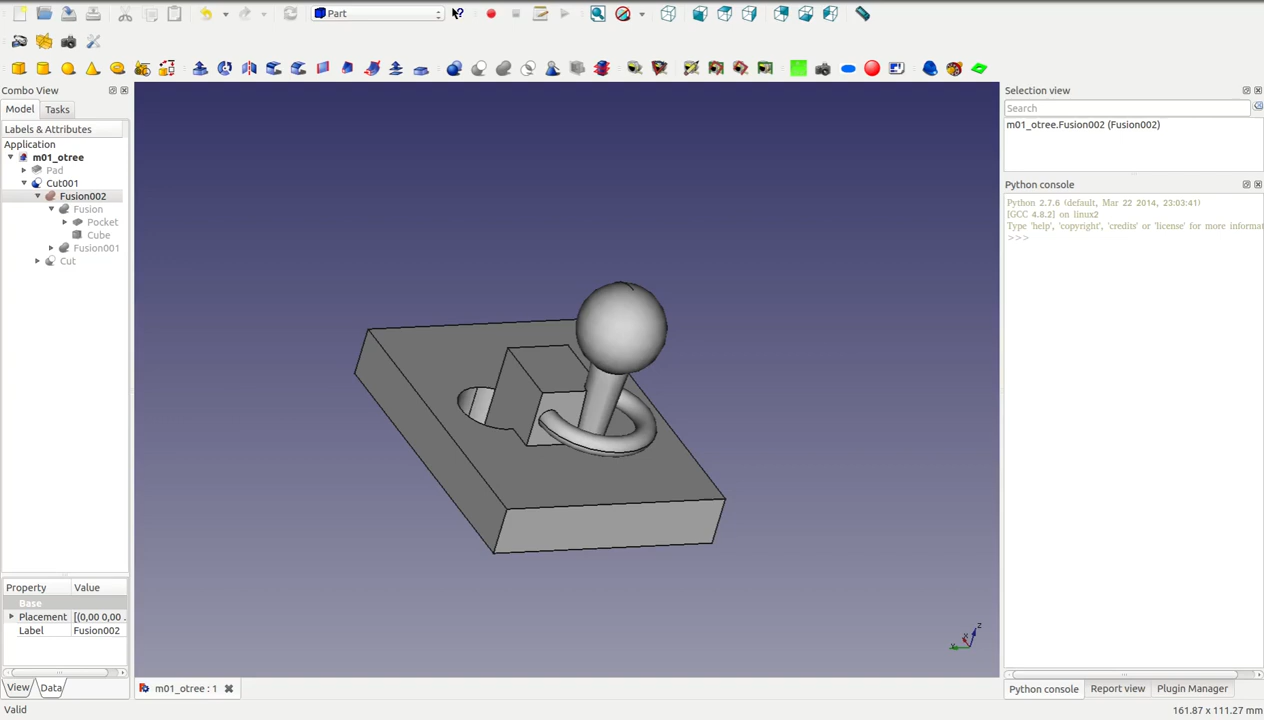 Part
Combo View
Model
Tasks
Labels & Attributes
Application
m01_otree
Pad
Cut001
Fusion002
Fusion
Pocket
Cube
Fusion001
Cut
Property
Value
Base
Placement
[(0,00 0,00 .
Label
Fusion002
View
Data
Valid
m01_otree : 1
z
Selection view
Search
m01_otree.Fusion002 (Fusion002)
Python console
Python 2.7.6 (default, Mar 22 2014, 23:03:41)
[GCC 4.8.2] on linux2
Type 'help', 'copyright', 'credits' or 'license' for more informat
>>>
Python console
Report view
Plugin Manager
161.87 x 111.27 mm